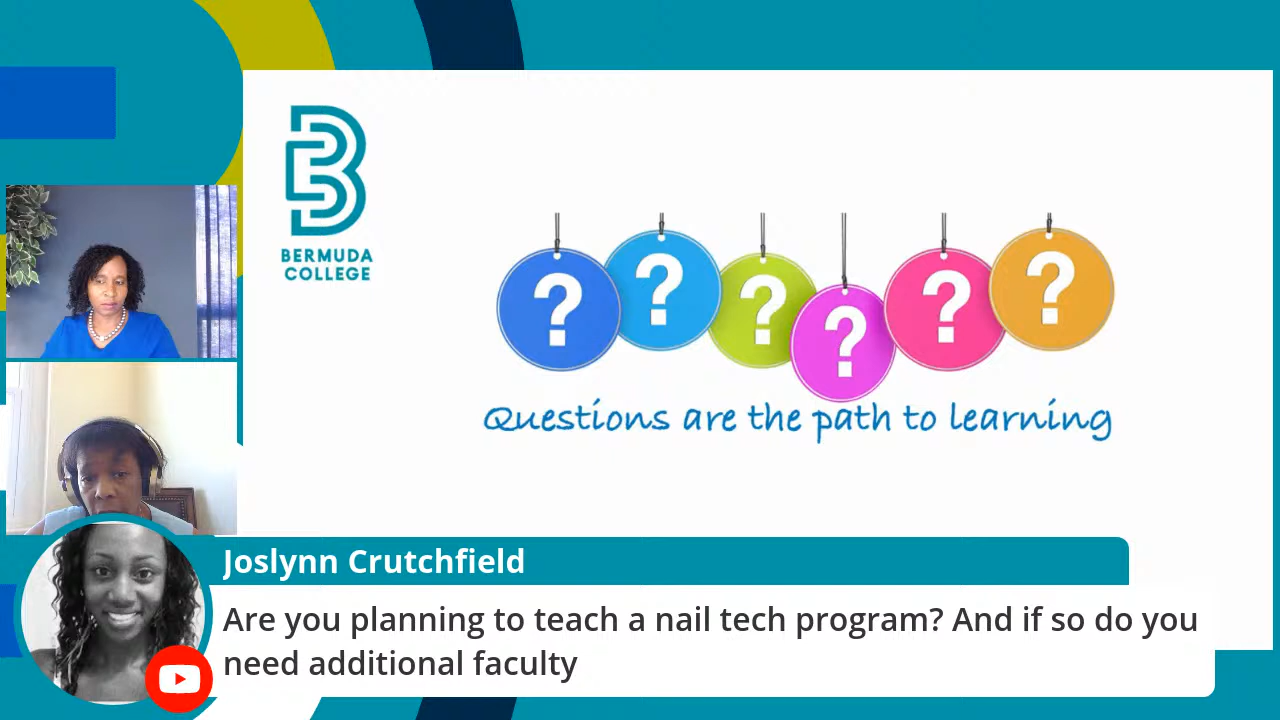 BERMUDA
COLLEGE
? ? ? ? ? ?
Questions are the path to learning
Joslynn Crutchfield
Are you planning to teach a nail tech program? And if so do you
need additional faculty